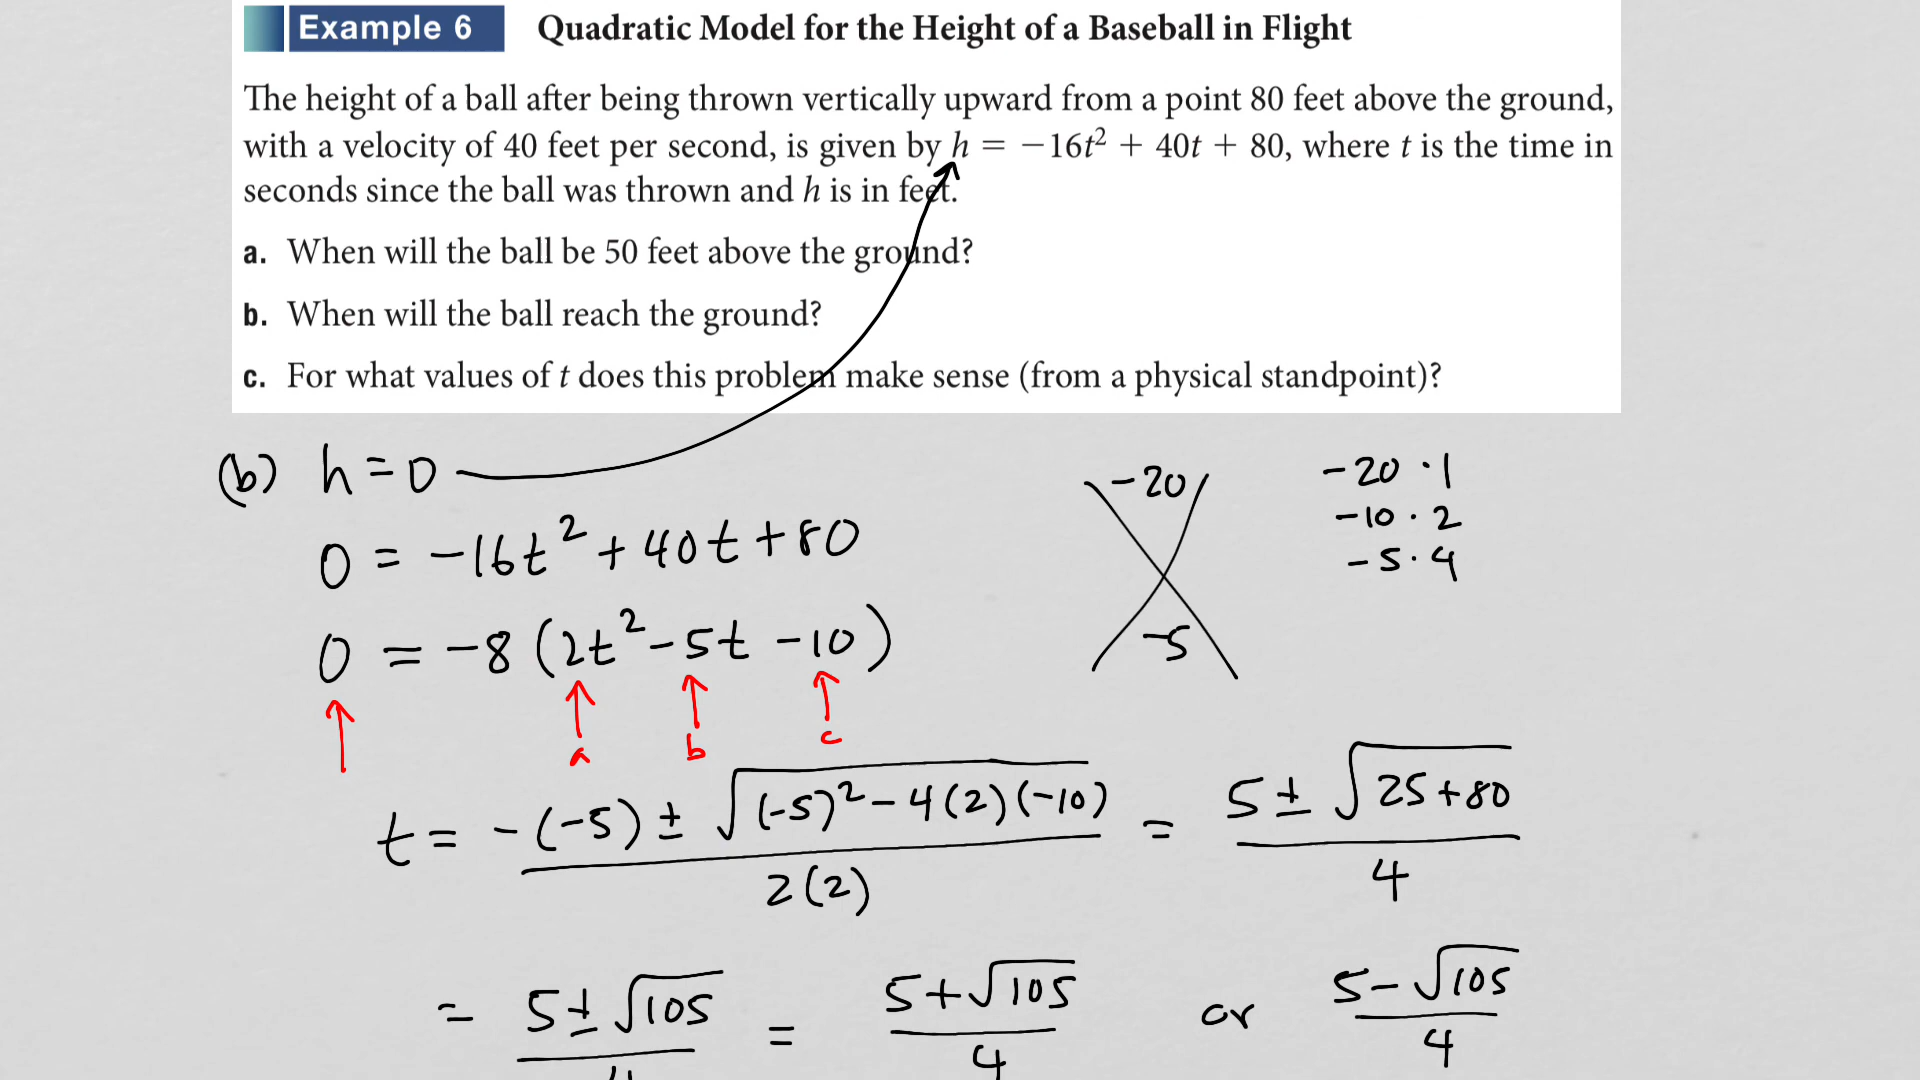 Example 6 Quadratic Model for the Height of a Baseball in Flight
The height of a ball after being thrown vertically upward from a point 80 feet above the ground,
with a velocity of 40 feet per second, is given by h = −16t² + 40t + 80, where t is the time in
seconds since the ball was thrown and h is in feet.
a. When will the ball be 50 feet above the ground?
b. When will the ball reach the ground?
c. For what values of t does this problem make sense (from a physical standpoint)?
(b) h = 0
0 = -16t² + 40t + 80
0 = -8 (2t² - 5t - 10)
a b c
-20
-5
-20 · 1
-10 · 2
-5 · 4
t = -(-5) ± √((-5)² - 4(2)(-10)) / 2(2) = 5 ± √(25 + 80) / 4
= 5 ± √105 / 4 = 5 + √105 / 4 or 5 - √105 / 4